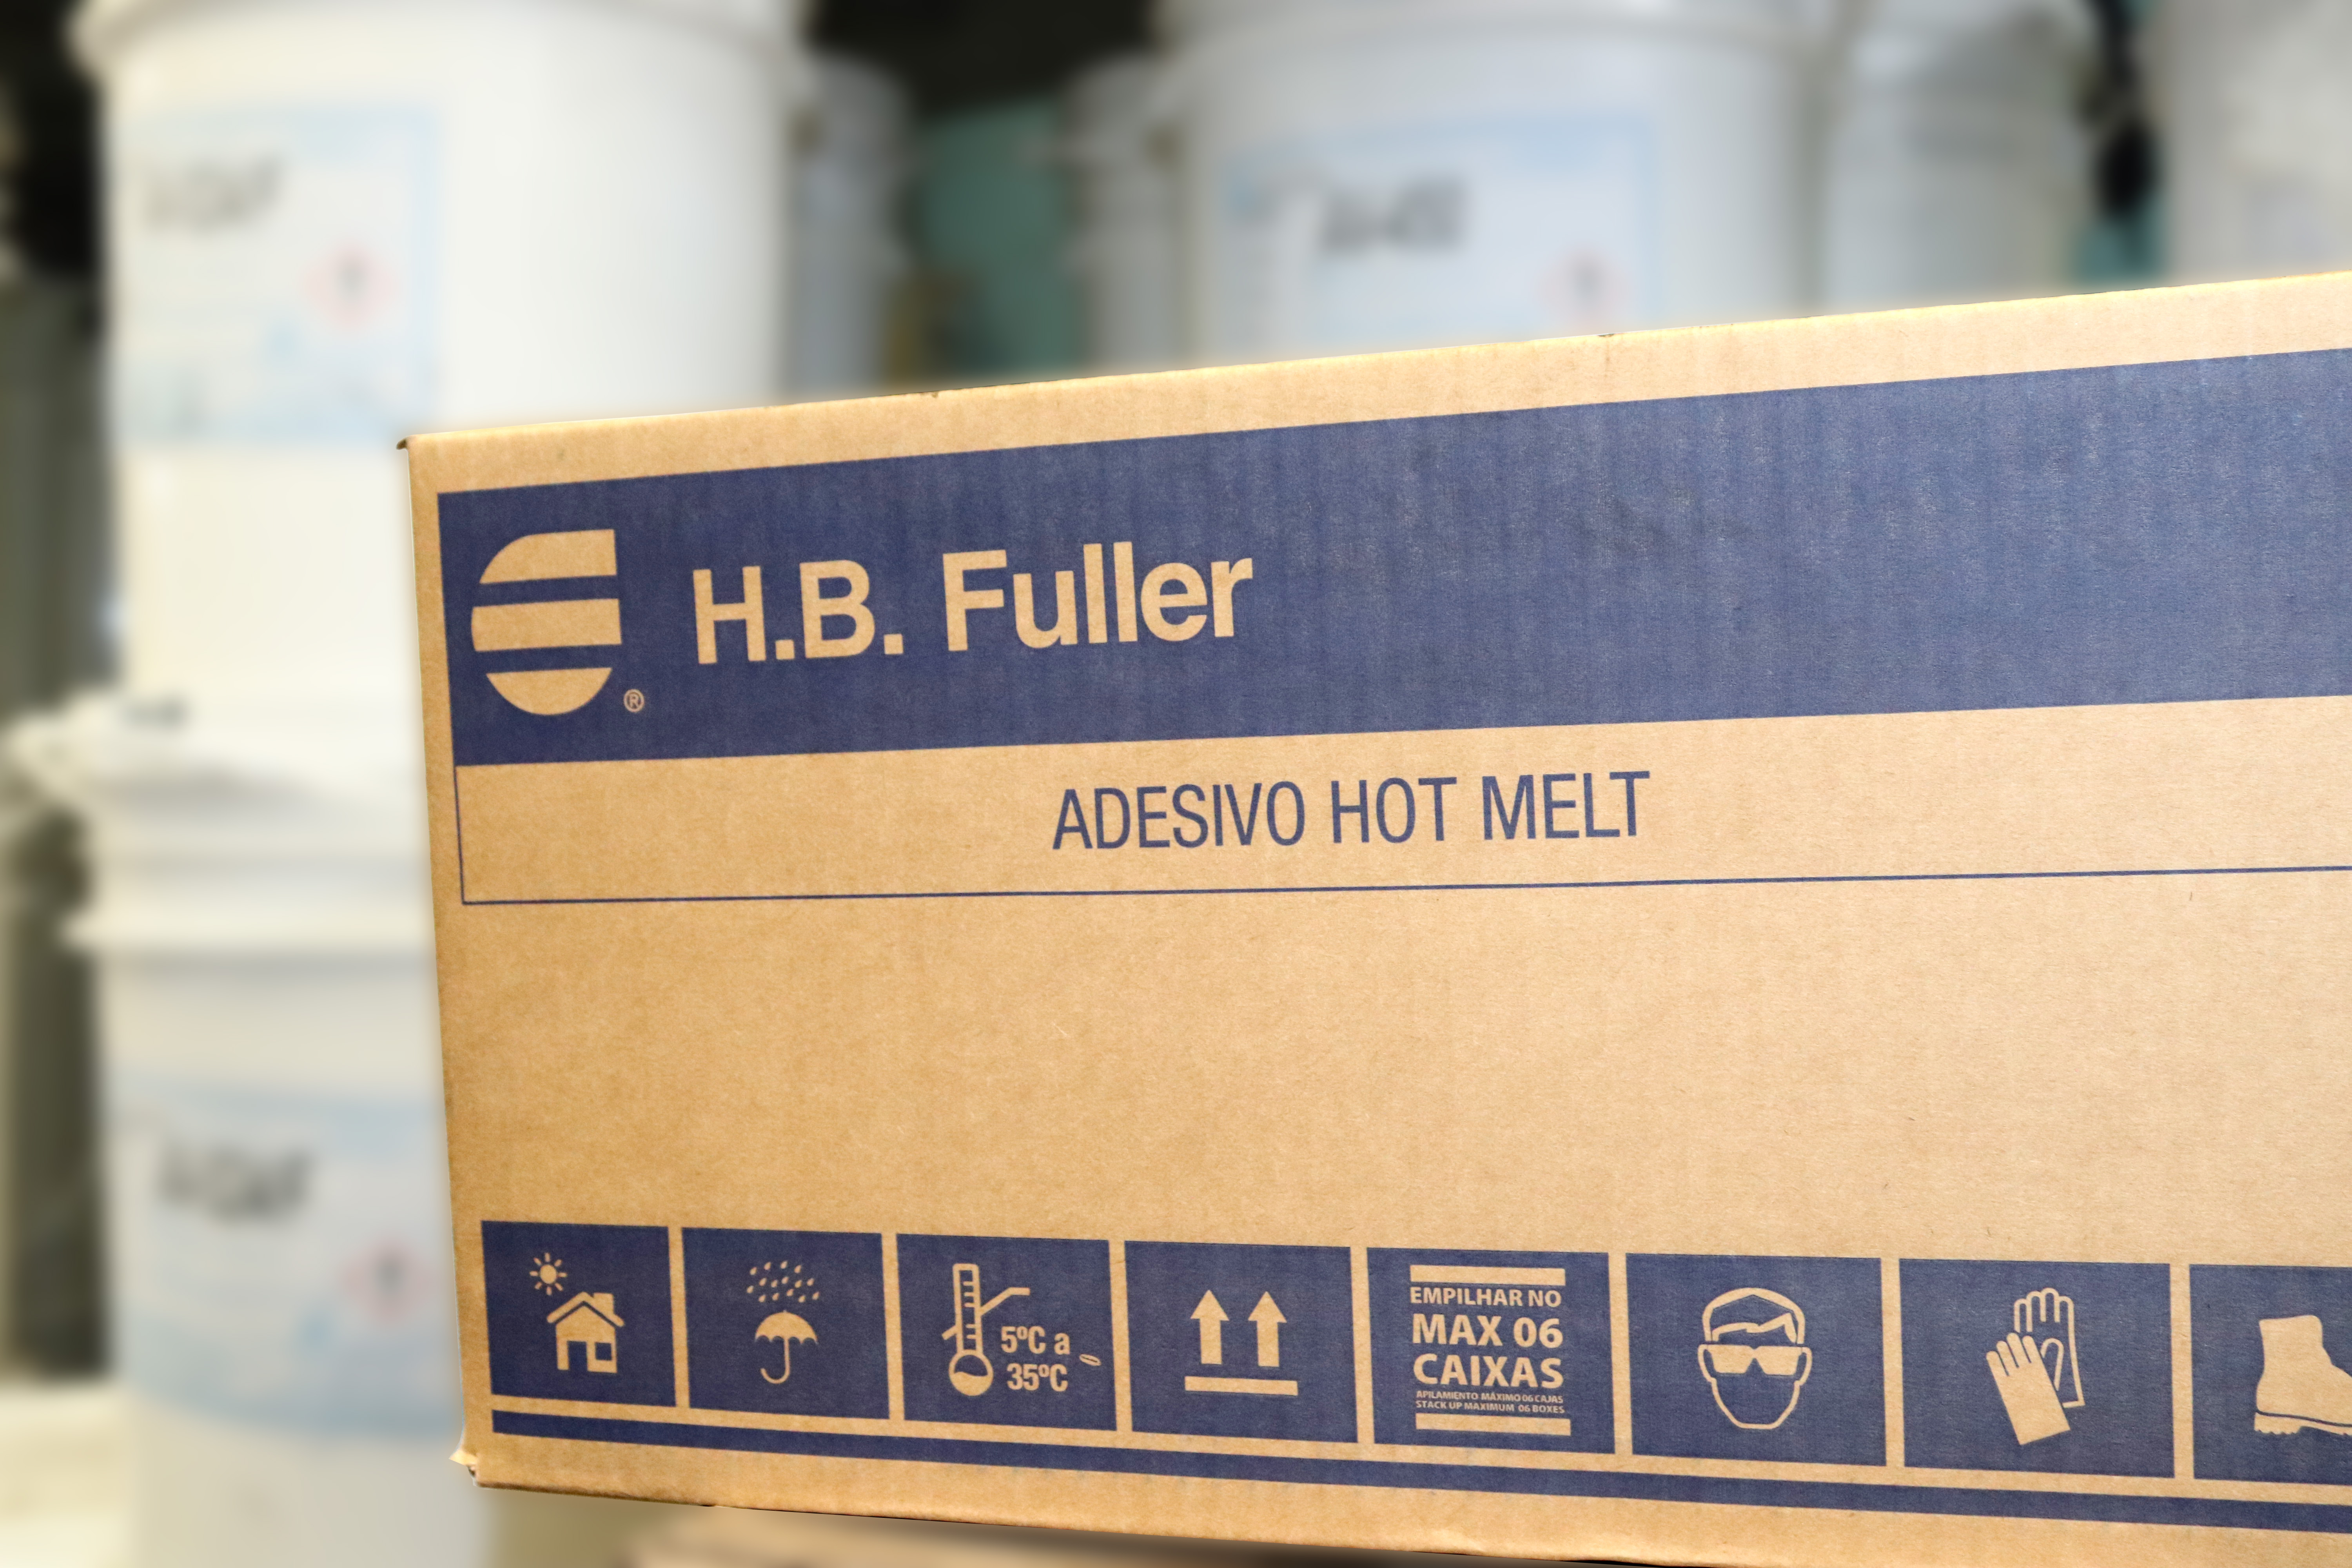 H.B. Fuller
®
ADESIVO HOT MELT
5ºC a
35ºC
EMPILHAR NO
MAX 06
CAIXAS
APILAMIENTO MÁXIMO 06 CAJAS
STACK UP MAXIMUM 06 BOXES